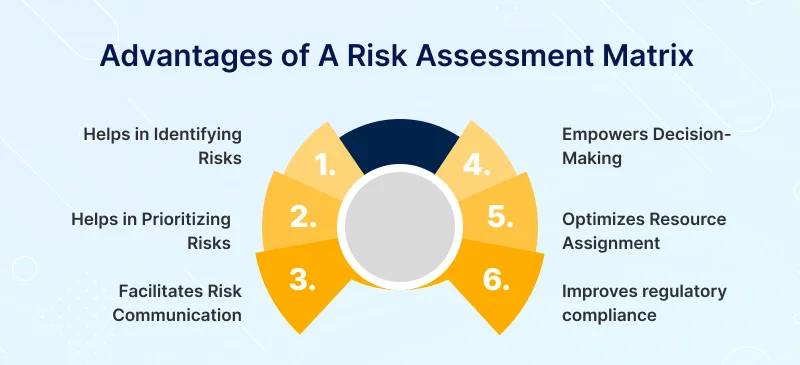 Advantages of A Risk Assessment Matrix
Helps in Identifying
Risks
1.
Helps in Prioritizing
Risks
2.
Facilitates Risk
Communication
3.
4.
Empowers Decision-
Making
5.
Optimizes Resource
Assignment
6.
Improves regulatory
compliance